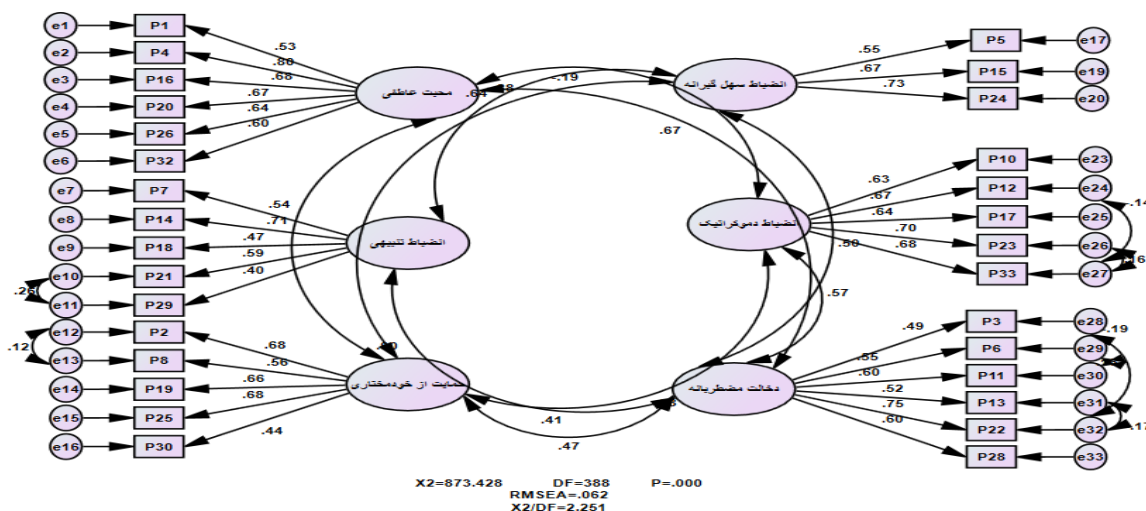 e1 P1 .53
e2 P4 .80
e3 P16 .68
e4 P20 .67
e5 P26 .64
e6 P32 .60
محبت عاطفی
e7 P7 .54
e8 P14 .71
e9 P18 .47
e10 P21 .59
e11 P29 .40
انضباط تنبیهی
e12 P2 .68
e13 P8 .56
e14 P19 .66
e15 P25 .68
e16 P30 .44
حمایت از خودمختاری
.12
-.19
.64
.67
انضباط سهل گیرانه
.55 P5 e17
.67 P15 e19
.73 P24 e20
انضباط دموکراتیک
.63 P10 e23
.67 P12 e24
.64 P17 e25
.70 P23 e26
.68 P33 e27
.50
.57
دخالت مضطربانه
.49 P3 e28
.55 P6 e29
.60 P11 e30
.52 P13 e31
.75 P22 e32
.60 P28 e33
.19
.17
.41
.47
X2=873.428 DF=388 P=.000
RMSEA=.062
X2/DF=2.251